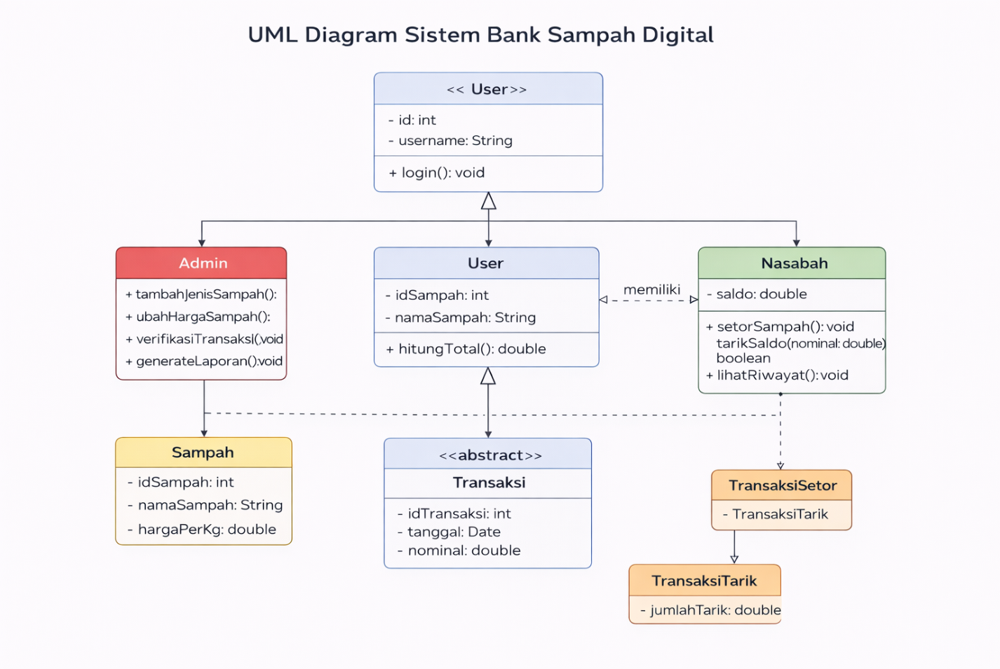 UML Diagram Sistem Bank Sampah Digital
<< User>>
- id: int
- username: String
+ login(): void
Admin
+ tambahJenisSampah():
+ ubahHargaSampah():
+ verifikasiTransaksI(,void
+ generateLaporan():void
User
- idSampah: int
- namaSampah: String
+ hitungTotal(): double
memiliki
Nasabah
- saldo: double
+ setorSampah(): void
tarikSaldo(nominal: double)
boolean
+ lihatRiwayat(): void
Sampah
- idSampah: int
- namaSampah: String
- hargaPerKg: double
<<abstract>>
Transaksi
- idTransaksi: int
- tanggal: Date
- nominal: double
TransaksiSetor
- TransaksiTarik
TransaksiTarik
- jumlahTarik: double